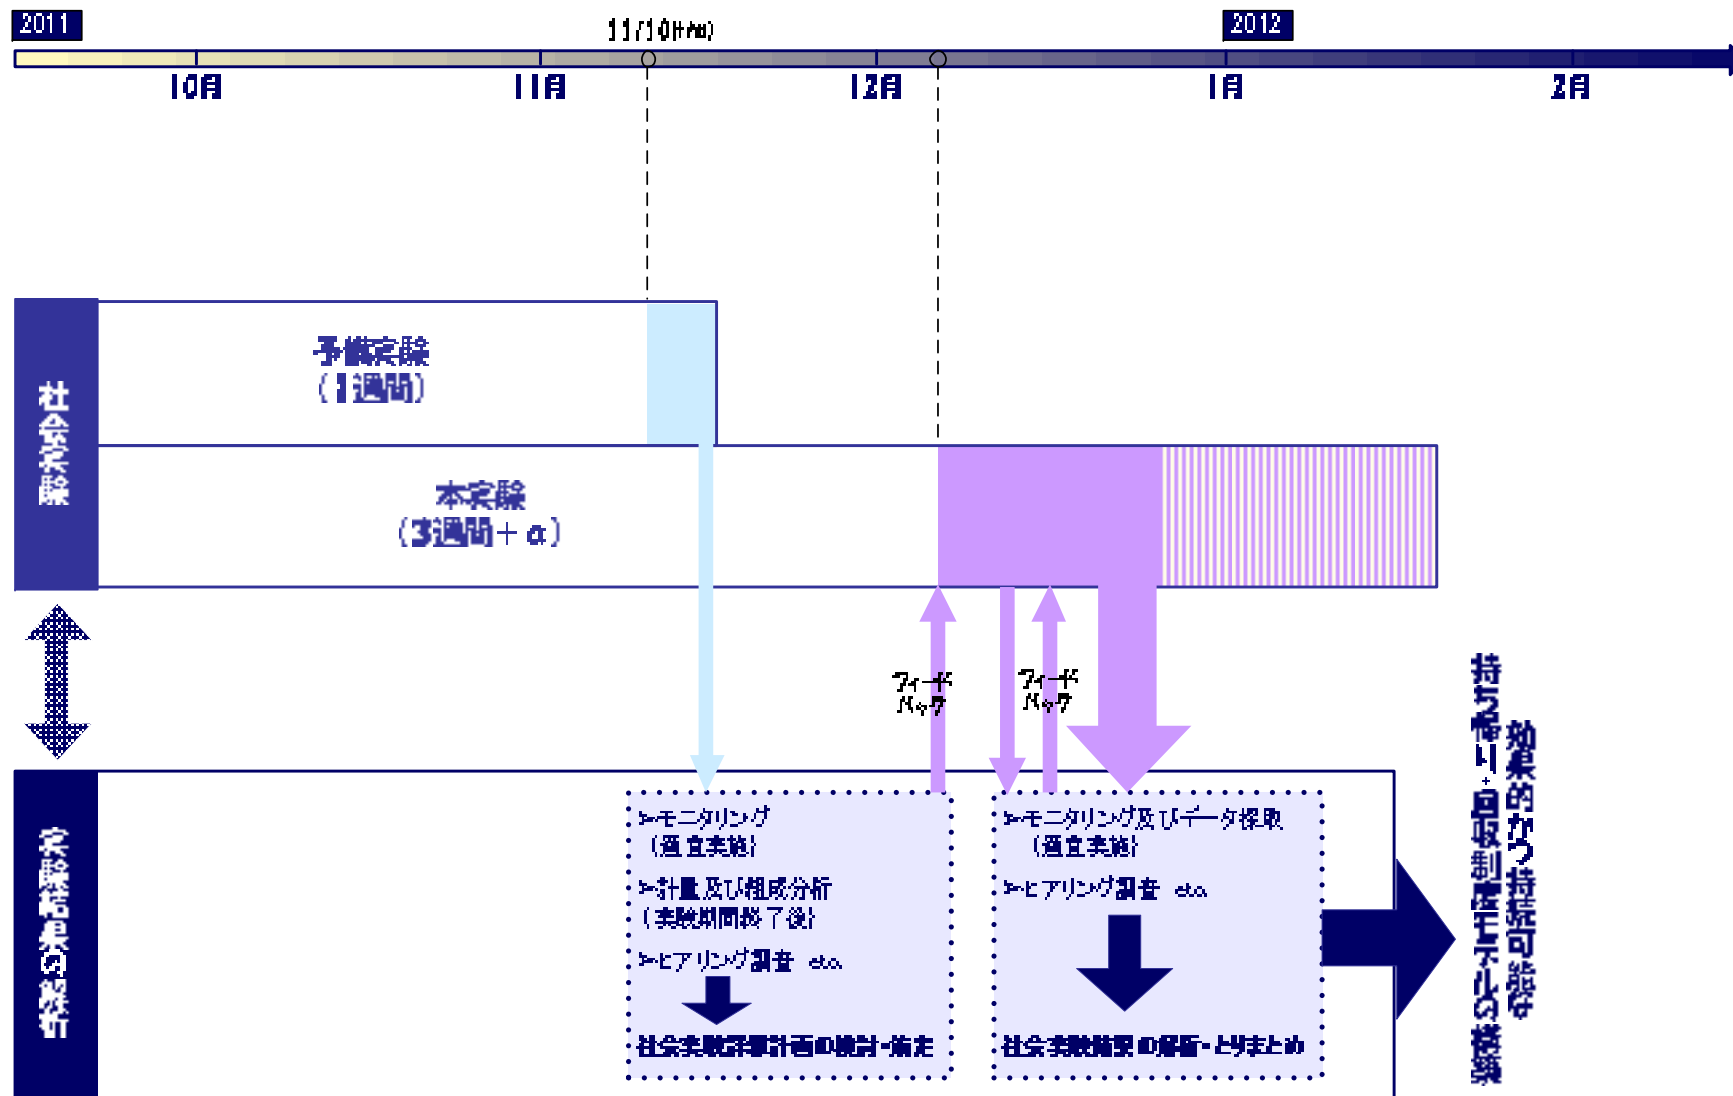 2011
2012
10月
11月
12月
1月
2月
予備実験
(1週間)
本実験
(3週間＋α)
社会実験
フィード
バック
フィード
バック
実験結果の解析
➢モニタリング
(適宜実施)
➢計量及び組成分析
(実験期間終了後)
➢ヒアリング調査 etc.
社会実験詳細計画の検討・策定
➢モニタリング及びデータ採取
(適宜実施)
➢ヒアリング調査 etc.
社会実験結果の解析・とりまとめ
効果的かつ持続可能な
持ち帰り・回収制度モデルの構築